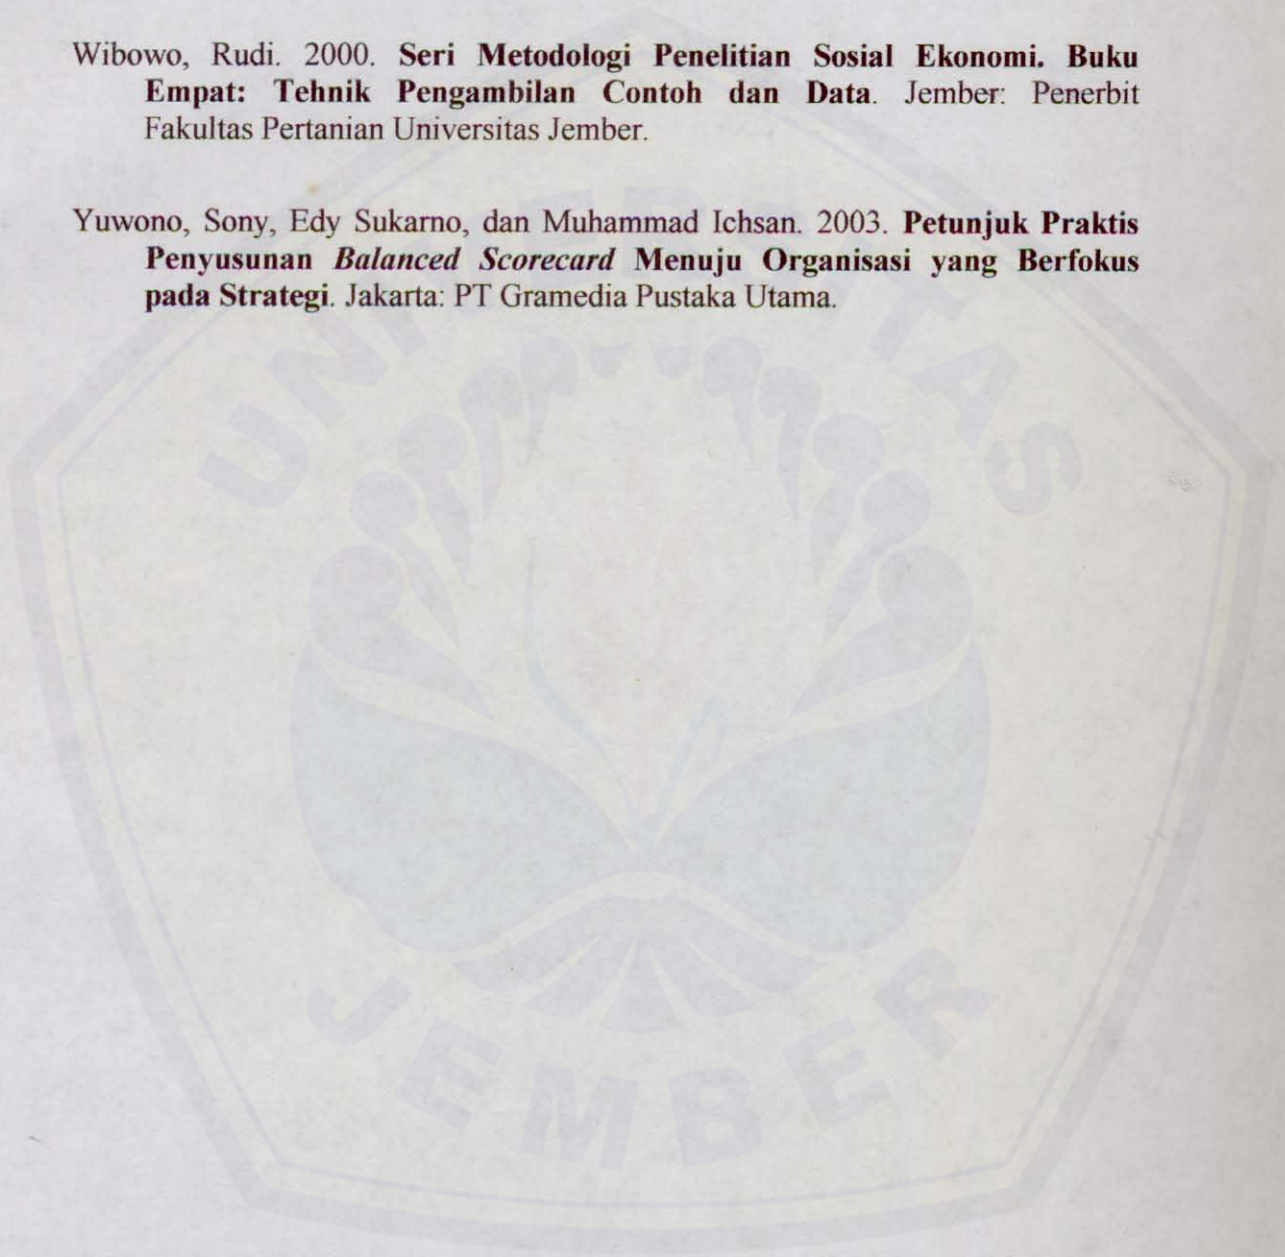 Wibowo, Rudi. 2000. Seri Metodologi Penelitian Sosial Ekonomi. Buku
Empat: Tehnik Pengambilan Contoh dan Data. Jember: Penerbit
Fakultas Pertanian Universitas Jember.
Yuwono, Sony, Edy Sukarno, dan Muhammad Ichsan. 2003. Petunjuk Praktis
Penyusunan Balanced Scorecard Menuju Organisasi yang Berfokus
pada Strategi. Jakarta: PT Gramedia Pustaka Utama.
UNIVERSITAS
JEMBER